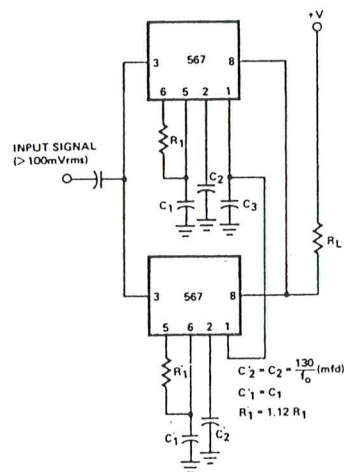 +V
3 567 8
6 5 2 1
INPUT SIGNAL
(> 100mVrms)
R1
C2
C1
C3
RL
3 567 8
5 6 2 1
R'1
C'1
C'2
C'2 = C2 = 130/fo (mfd)
C'1 = C1
R'1 = 1.12 R1